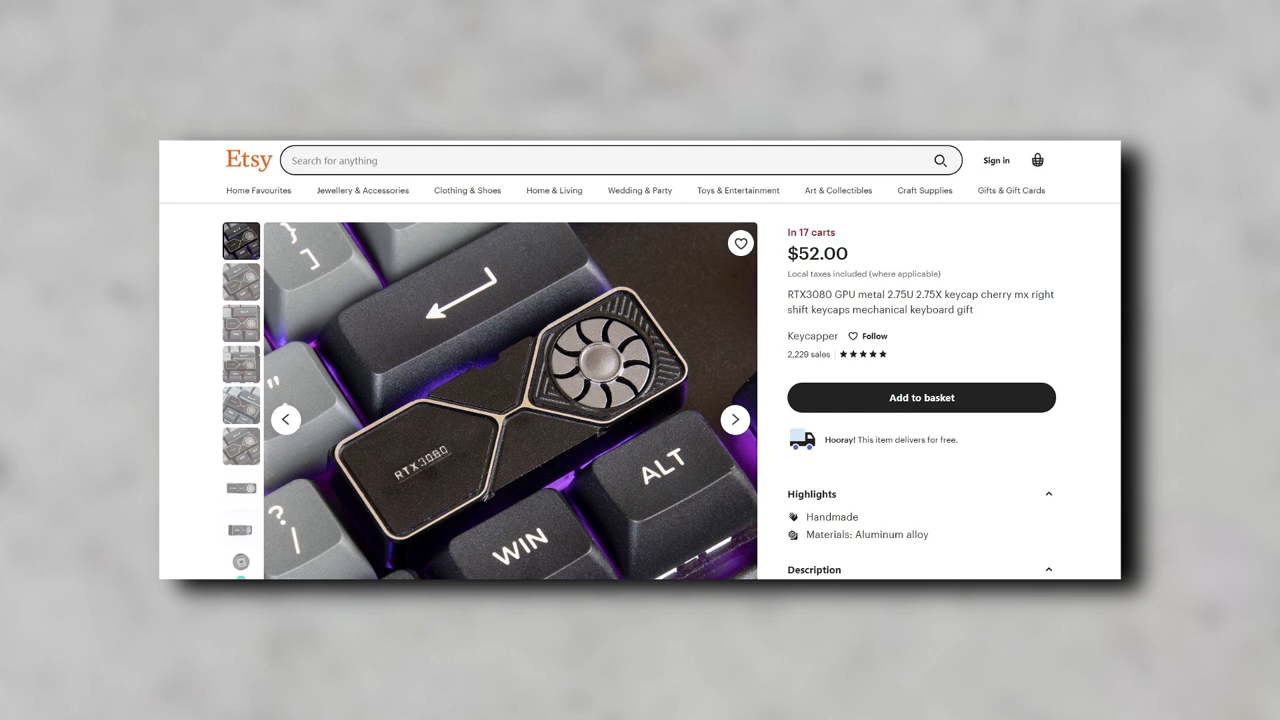 Etsy
Search for anything
Sign in
Home Favourites Jewellery & Accessories Clothing & Shoes Home & Living Wedding & Party Toys & Entertainment Art & Collectibles Craft Supplies Gifts & Gift Cards
In 17 carts
$52.00
Local taxes included (where applicable)
RTX3080 GPU metal 2.75U 2.75X keycap cherry mx right
shift keycaps mechanical keyboard gift
Keycapper Follow
2,229 sales
Add to basket
Hooray! This item delivers for free.
Highlights
Handmade
Materials: Aluminum alloy
Description
} ]
"
RTX3080
ALT
? /
WIN